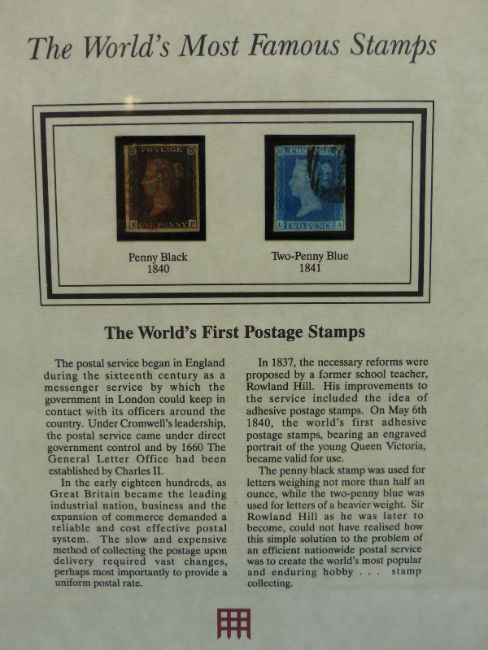 The World's Most Famous Stamps
POSTAGE
ONE PENNY
POSTAGE
TWO PENCE
Penny Black
1840
Two-Penny Blue
1841
The World's First Postage Stamps
The postal service began in England
during the sixteenth century as a
messenger service by which the
government in London could keep in
contact with its officers around the
country. Under Cromwell's leadership,
the postal service came under direct
government control and by 1660 The
General Letter Office had been
established by Charles II.
In the early eighteen hundreds, as
Great Britain became the leading
industrial nation, business and the
expansion of commerce demanded a
reliable and cost effective postal
system. The slow and expensive
method of collecting the postage upon
delivery required vast changes,
perhaps most importantly to provide a
uniform postal rate.
In 1837, the necessary reforms were
proposed by a former school teacher,
Rowland Hill. His improvements to
the service included the idea of
adhesive postage stamps. On May 6th
1840, the world's first adhesive
postage stamps, bearing an engraved
portrait of the young Queen Victoria,
became valid for use.
The penny black stamp was used for
letters weighing not more than half an
ounce, while the two-penny blue was
used for letters of a heavier weight. Sir
Rowland Hill as he was later to
become, could not have realised how
this simple solution to the problem of
an efficient nationwide postal service
was to create the world's most popular
and enduring hobby . . . stamp
collecting.